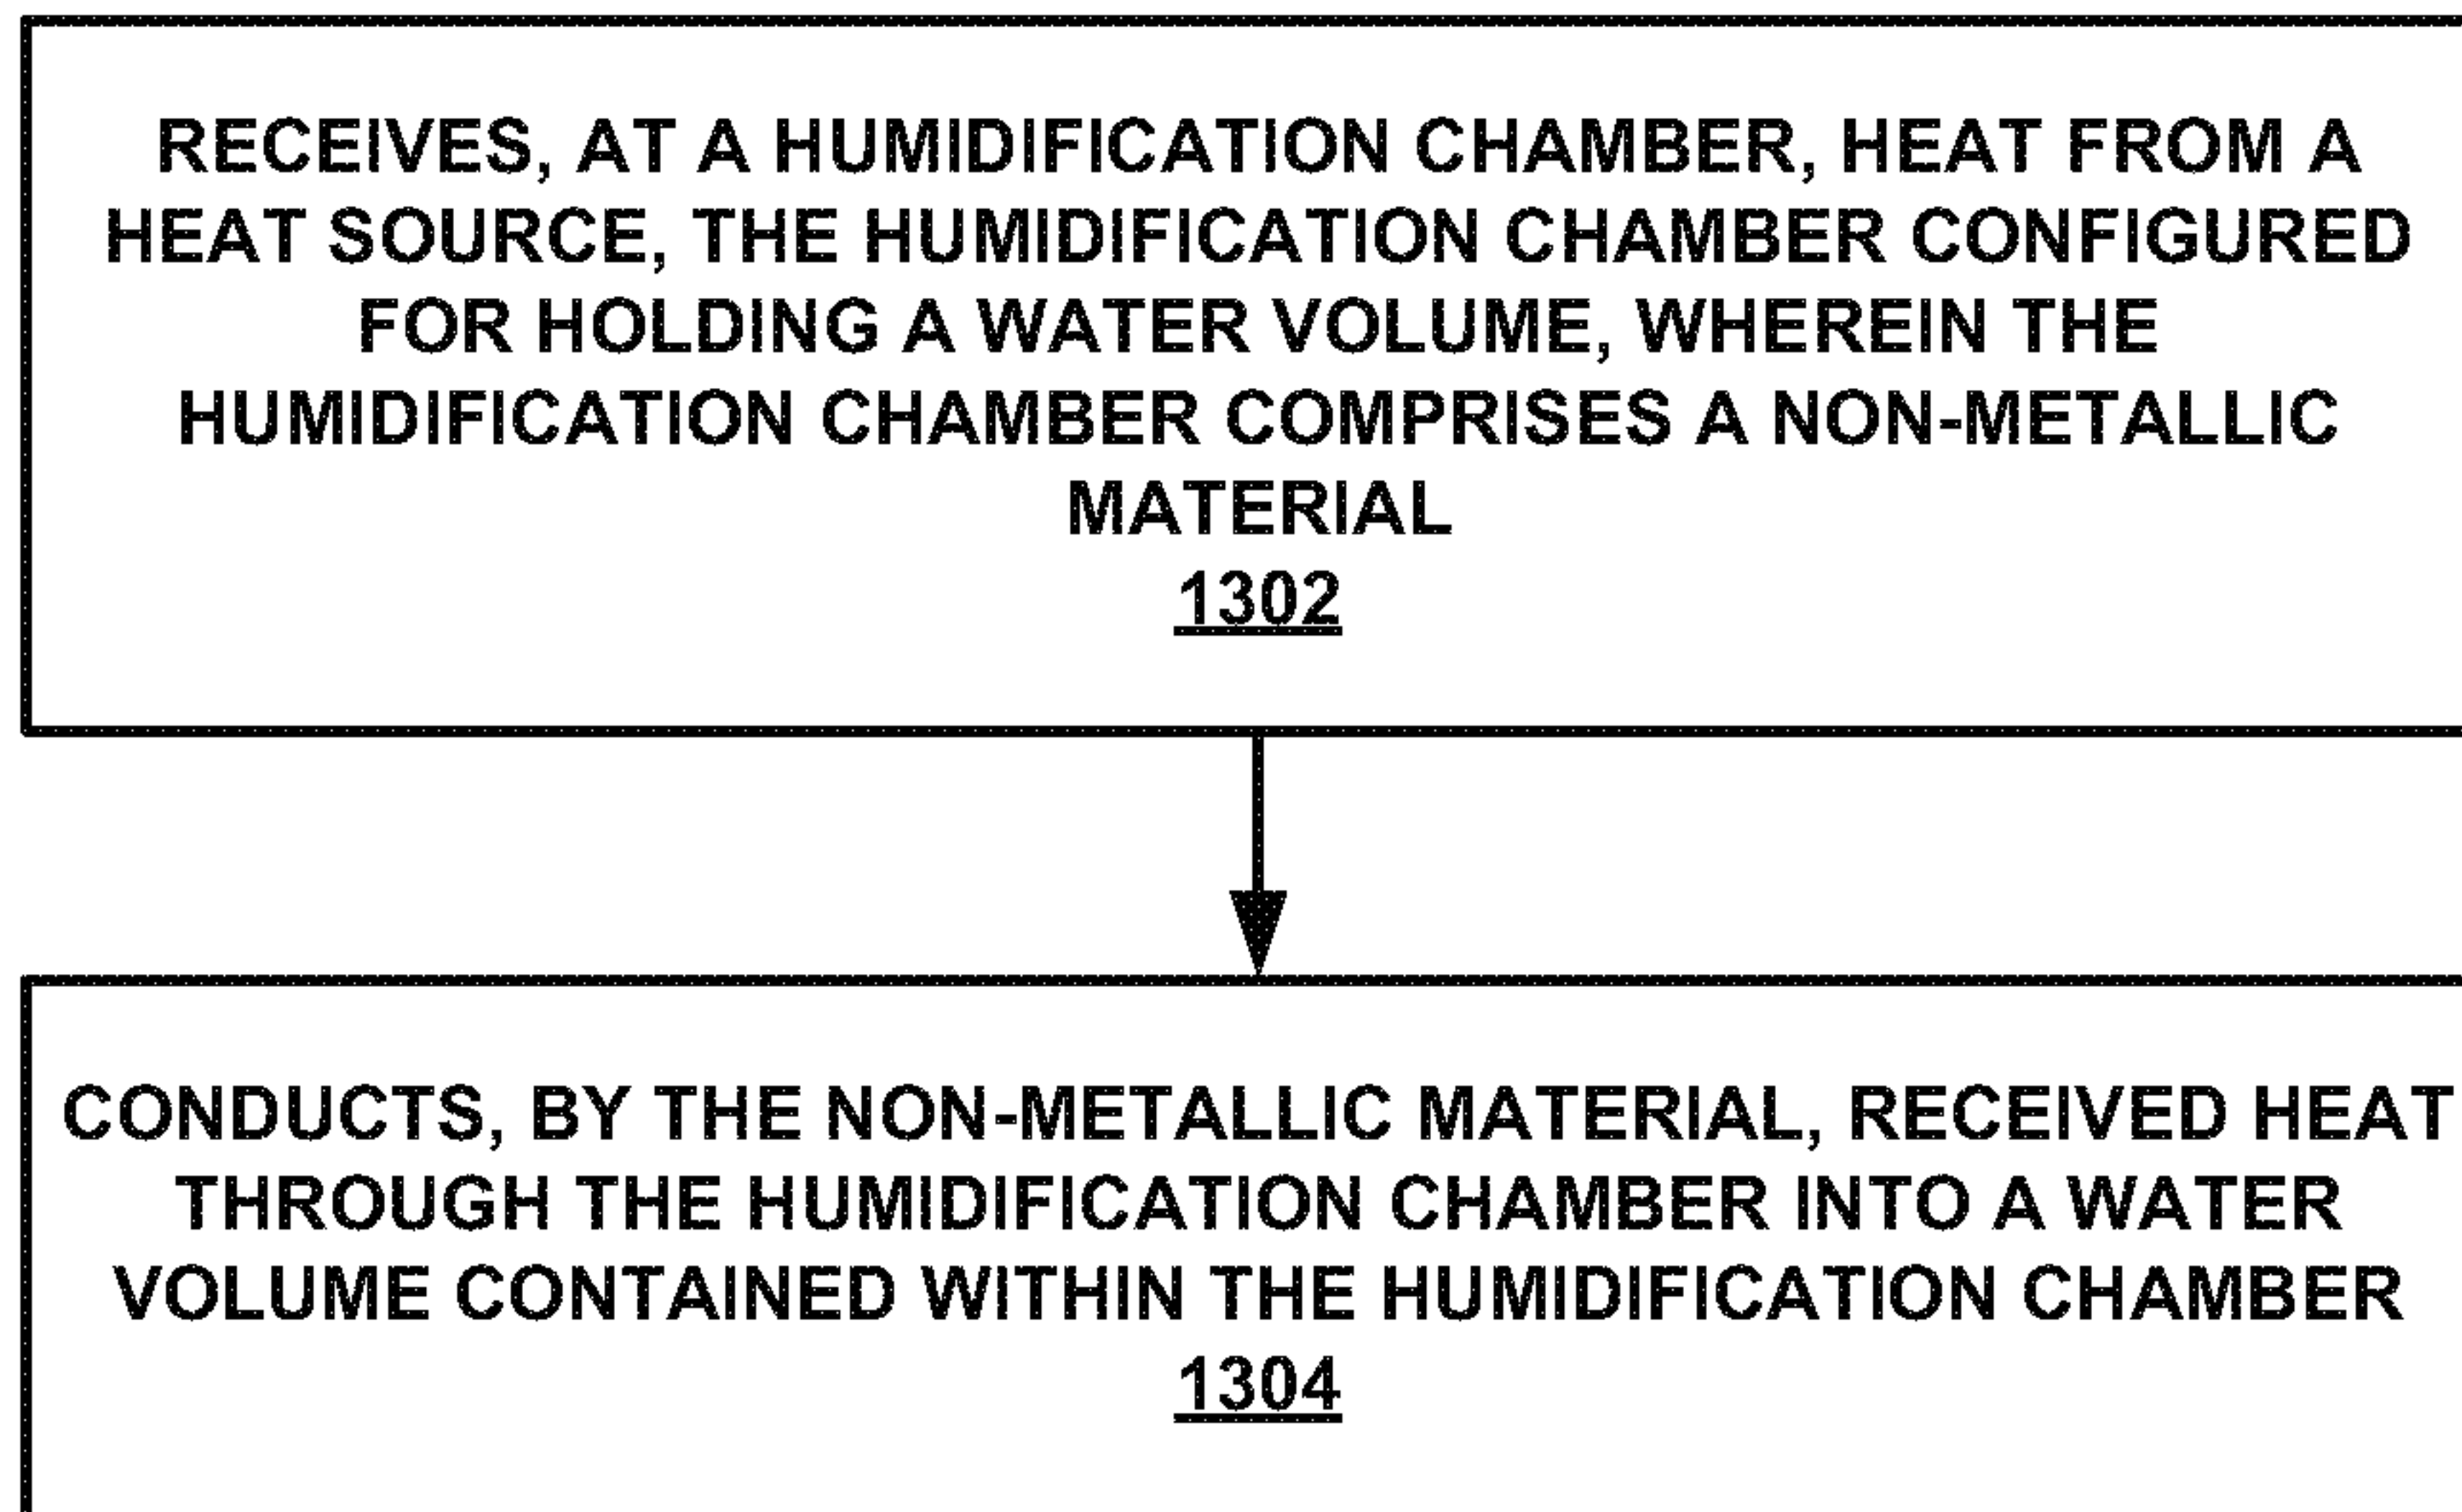 RECEIVES, AT A HUMIDIFICATION CHAMBER, HEAT FROM A
HEAT SOURCE, THE HUMIDIFICATION CHAMBER CONFIGURED
FOR HOLDING A WATER VOLUME, WHEREIN THE
HUMIDIFICATION CHAMBER COMPRISES A NON-METALLIC
MATERIAL
1302
CONDUCTS, BY THE NON-METALLIC MATERIAL, RECEIVED HEAT
THROUGH THE HUMIDIFICATION CHAMBER INTO A WATER
VOLUME CONTAINED WITHIN THE HUMIDIFICATION CHAMBER
1304